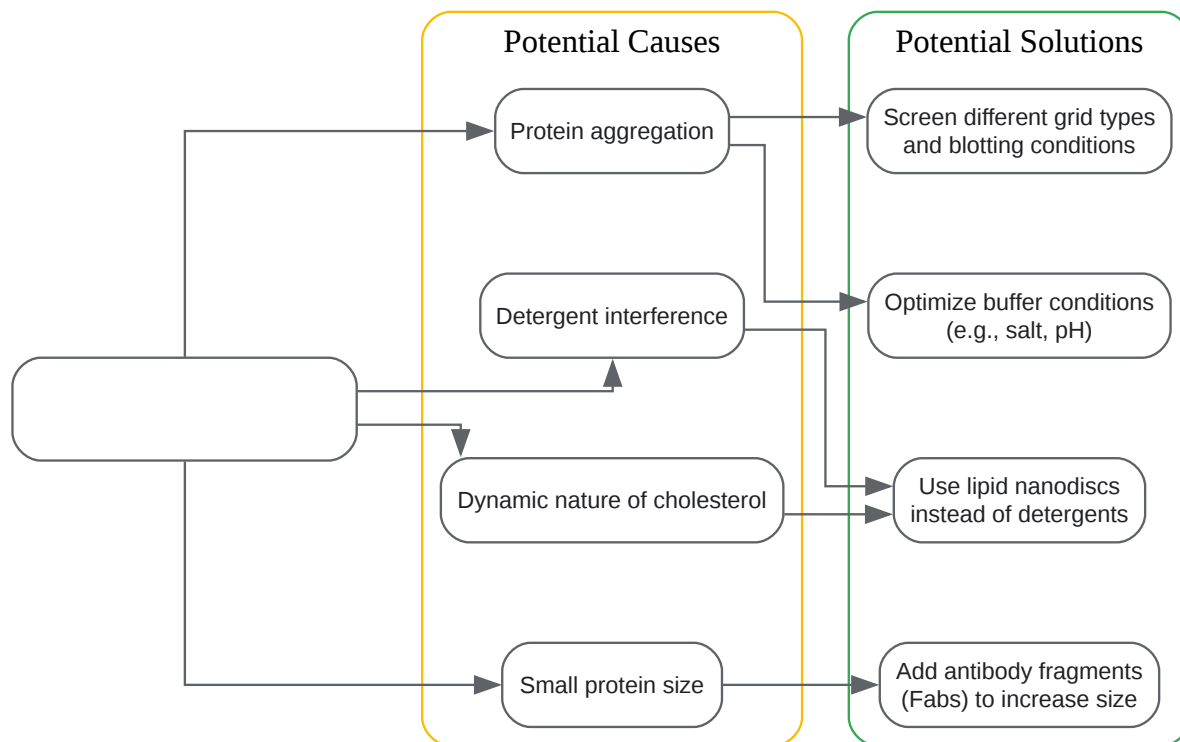 Potential Causes
Potential Solutions
Protein aggregation
Screen different grid types
and blotting conditions
Detergent interference
Optimize buffer conditions
(e.g., salt, pH)
Dynamic nature of cholesterol
Use lipid nanodiscs
instead of detergents
Small protein size
Add antibody fragments
(Fabs) to increase size